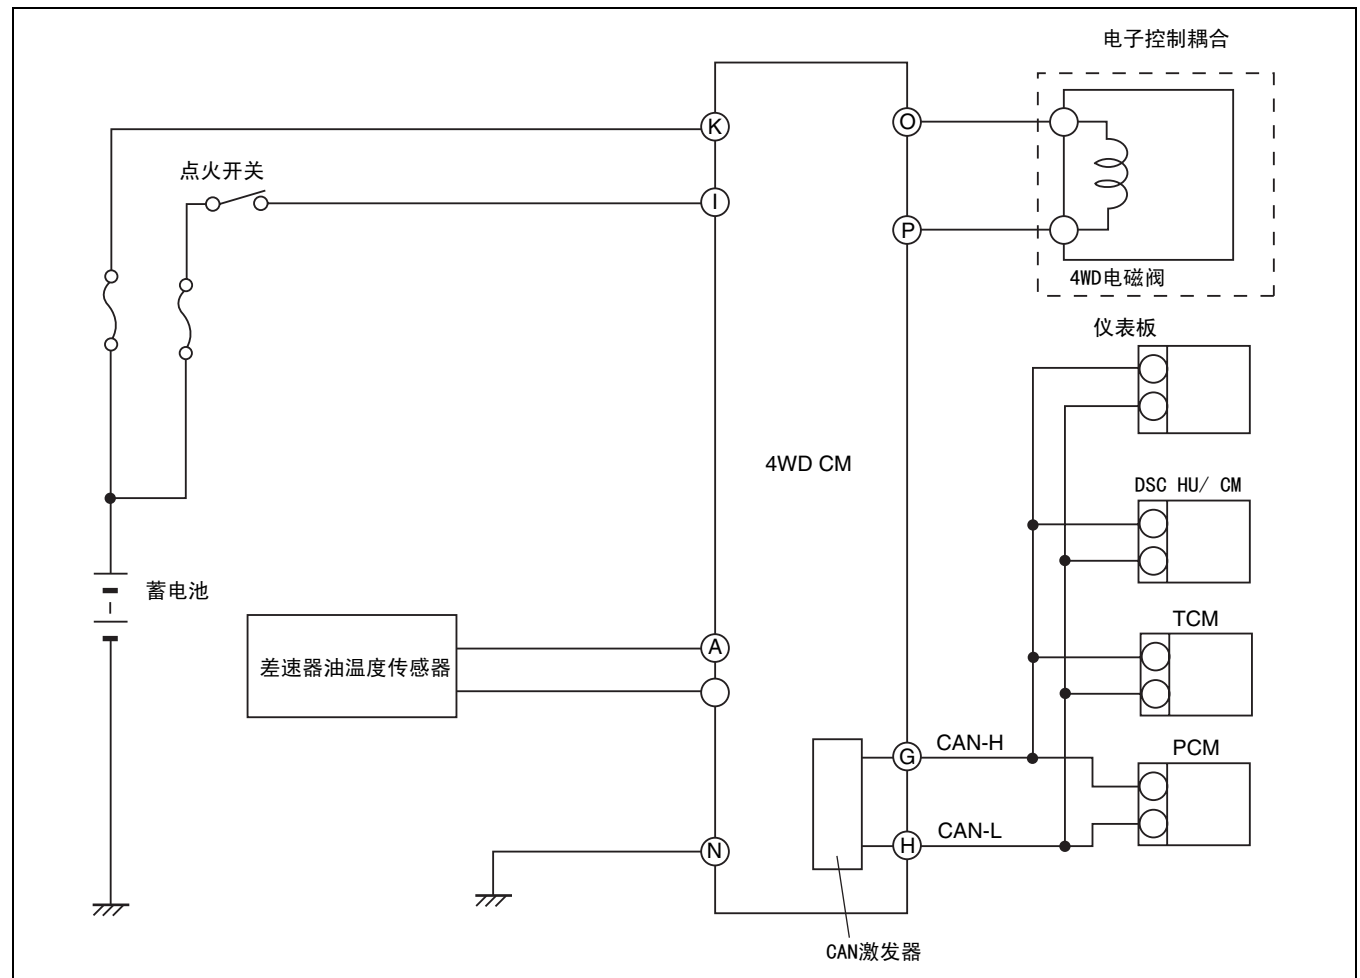 电子控制耦合
K
O
点火开关
I
P
4WD电磁阀
仪表板
4WD CM
DSC HU/ CM
蓄电池
TCM
A
差速器油温度传感器
CAN-H
G
PCM
CAN-L
N
H
CAN激发器